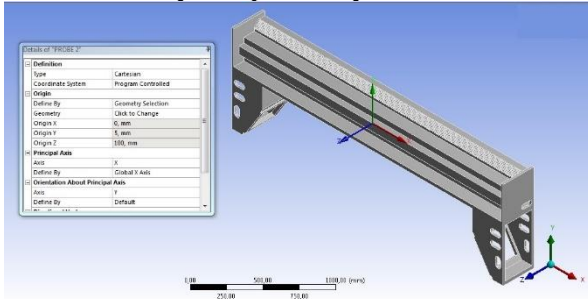 Details of "PROBE 2"
Definition
Type Cartesian
Coordinate System Program Controlled
Origin
Define By Geometry Selection
Geometry Click to Change
Origin X 0, mm
Origin Y 5, mm
Origin Z 100, mm
Principal Axis
Axis X
Define By Global X Axis
Orientation About Principal Axis
Axis Y
Define By Default
Y
Z X
0,00 500,00 1000,00 (mm)
250,00 750,00